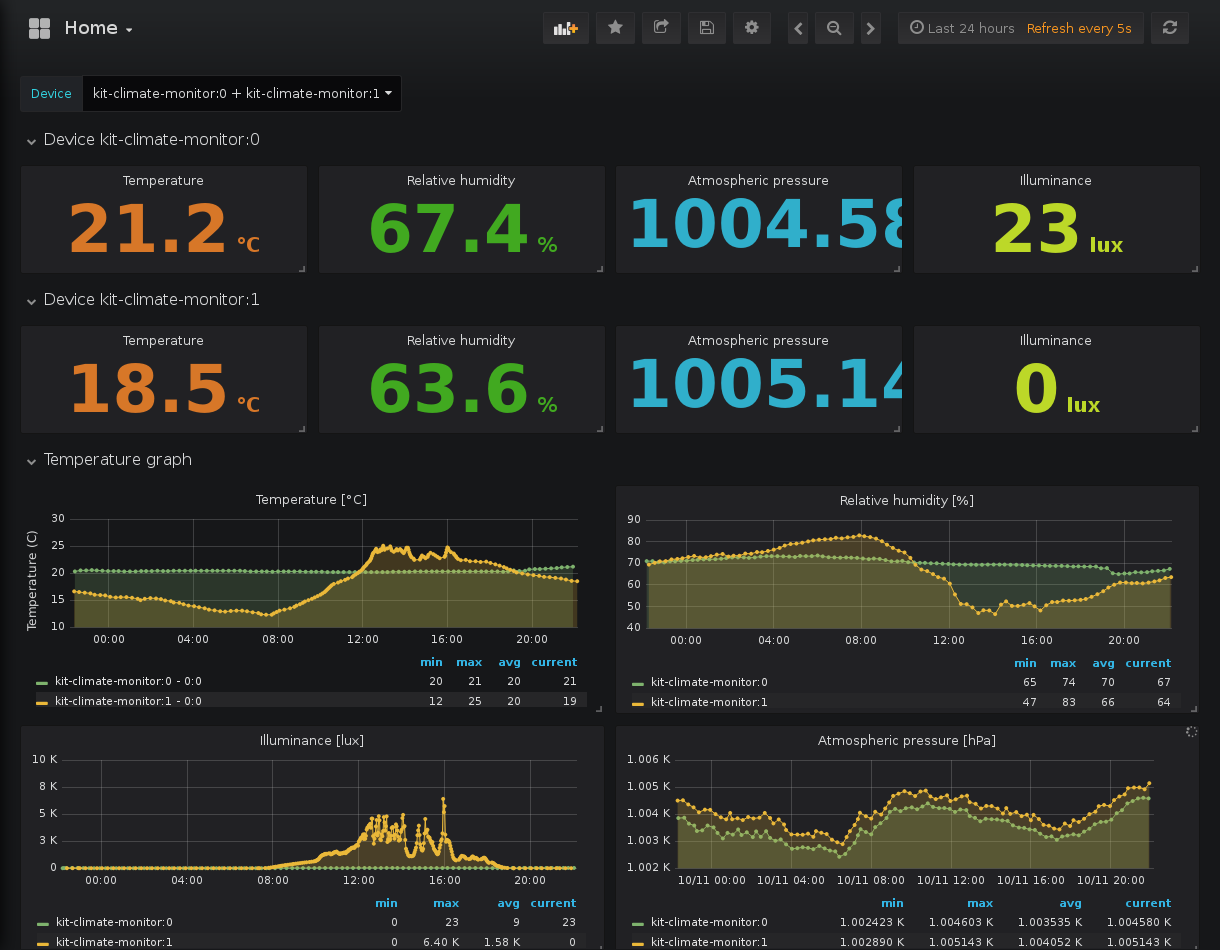 Home
Last 24 hours Refresh every 5s
Device kit-climate-monitor:0 + kit-climate-monitor:1
Device kit-climate-monitor:0
Temperature Relative humidity Atmospheric pressure Illuminance
21.2 °C 67.4 % 1004.58 23 lux
Device kit-climate-monitor:1
Temperature Relative humidity Atmospheric pressure Illuminance
18.5 °C 63.6 % 1005.14 0 lux
Temperature graph
Temperature [°C]
Temperature (C)
30
25
20
15
10
00:00 04:00 08:00 12:00 16:00 20:00
min max avg current
kit-climate-monitor:0 - 0:0 20 21 20 21
kit-climate-monitor:1 - 0:0 12 25 20 19
Relative humidity [%]
90
80
70
60
50
40
00:00 04:00 08:00 12:00 16:00 20:00
min max avg current
kit-climate-monitor:0 65 74 70 67
kit-climate-monitor:1 47 83 66 64
Illuminance [lux]
10 K
8 K
5 K
3 K
0
00:00 04:00 08:00 12:00 16:00 20:00
min max avg current
kit-climate-monitor:0 0 23 9 23
kit-climate-monitor:1 0 6.40 K 1.58 K 0
Atmospheric pressure [hPa]
1.006 K
1.005 K
1.004 K
1.003 K
1.002 K
10/11 00:00 10/11 04:00 10/11 08:00 10/11 12:00 10/11 16:00 10/11 20:00
min max avg current
kit-climate-monitor:0 1.002423 K 1.004603 K 1.003535 K 1.004580 K
kit-climate-monitor:1 1.002890 K 1.005143 K 1.004052 K 1.005143 K